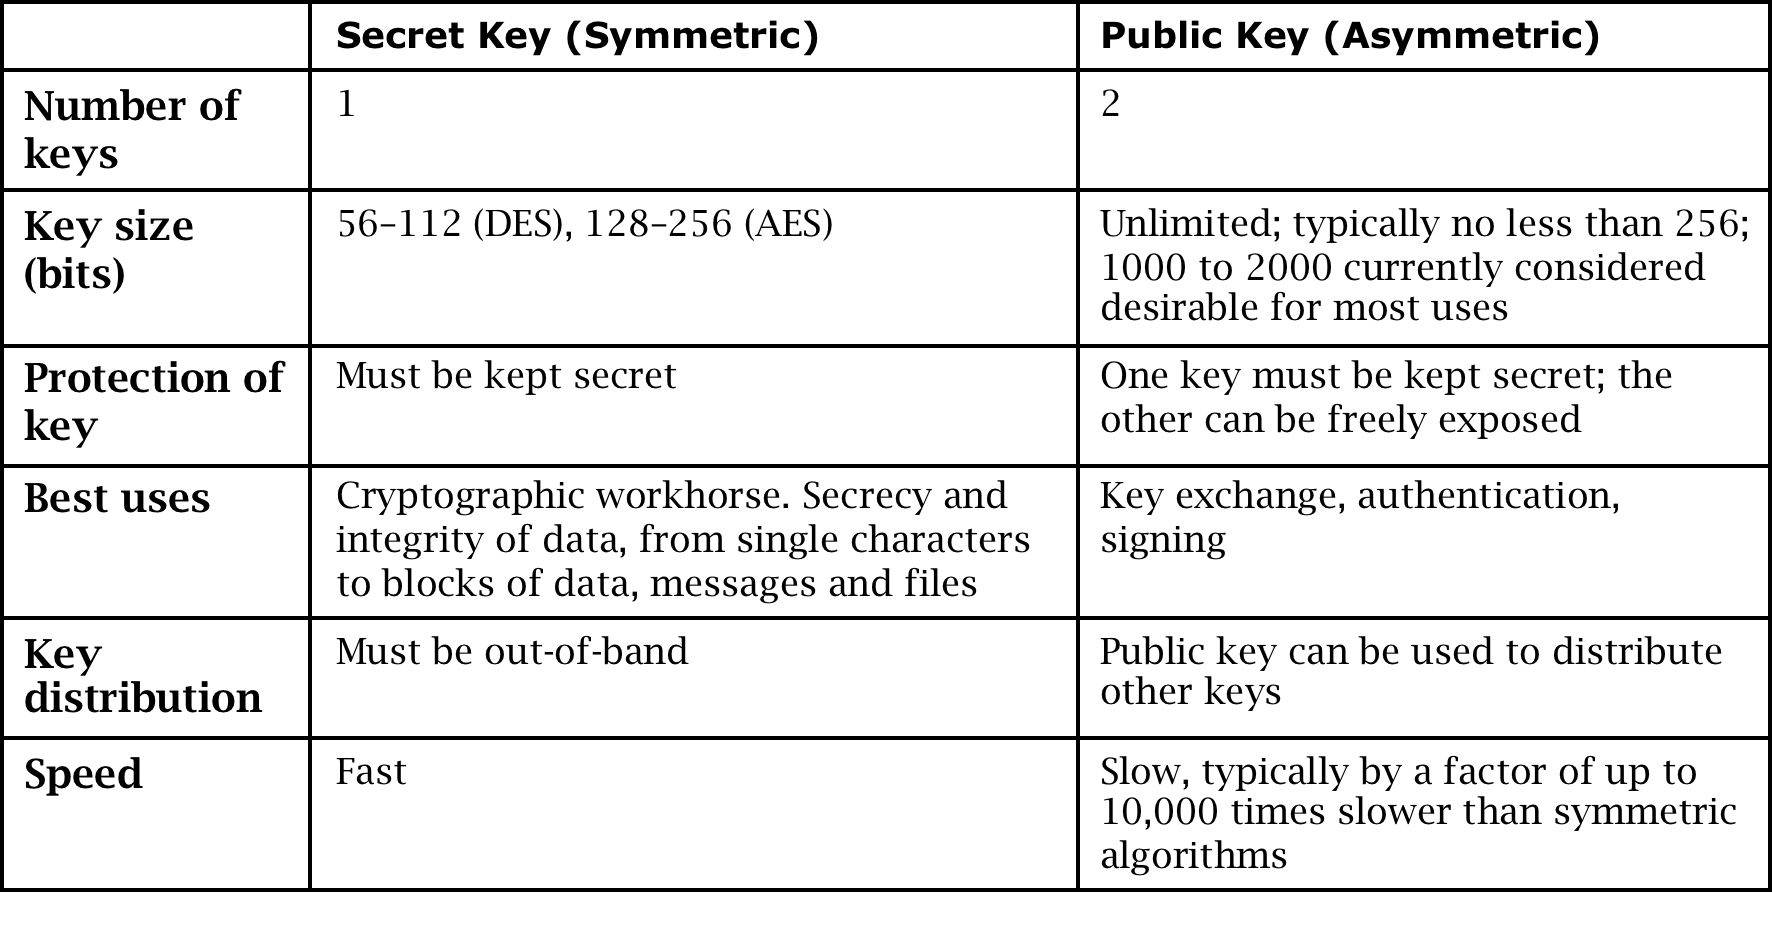 Secret Key (Symmetric)
Public Key (Asymmetric)
Number of
keys
1
2
Key size
(bits)
56–112 (DES), 128–256 (AES)
Unlimited; typically no less than 256;
1000 to 2000 currently considered
desirable for most uses
Protection of
key
Must be kept secret
One key must be kept secret; the
other can be freely exposed
Best uses
Cryptographic workhorse. Secrecy and
integrity of data, from single characters
to blocks of data, messages and files
Key exchange, authentication,
signing
Key
distribution
Must be out-of-band
Public key can be used to distribute
other keys
Speed
Fast
Slow, typically by a factor of up to
10,000 times slower than symmetric
algorithms